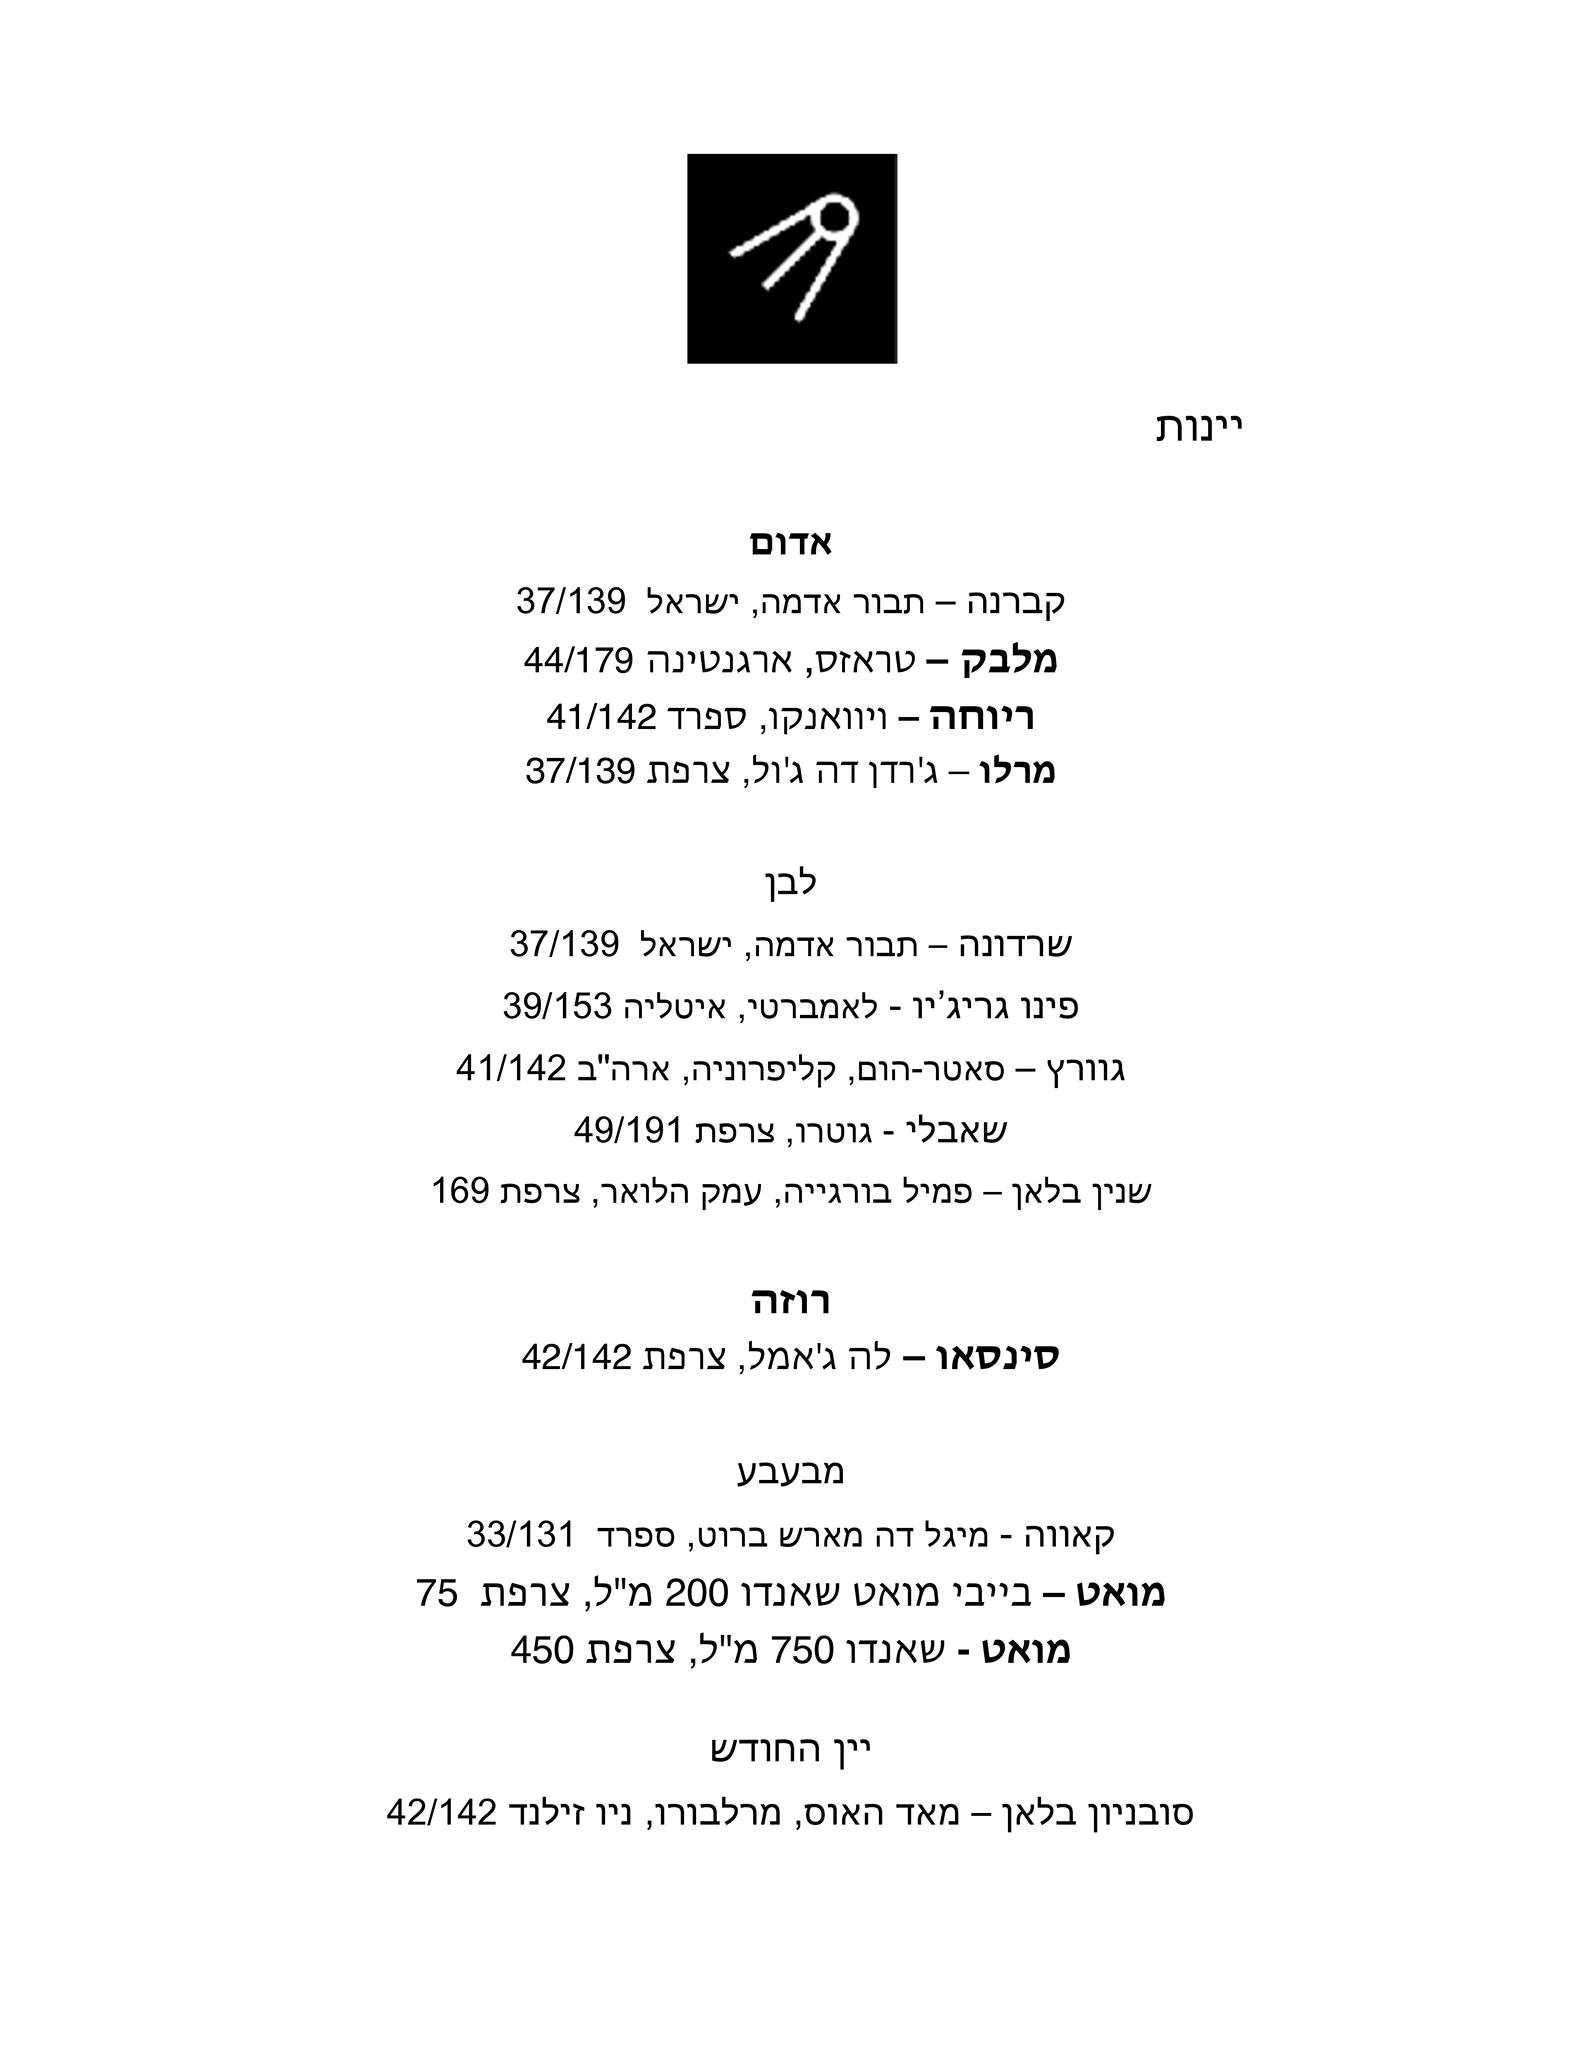 יינות
אדום
קברנה – תבור אדמה, ישראל  37/139
מלבק – טראזס, ארגנטינה 44/179
ריוחה – ויוואנקו, ספרד 41/142
מרלו – ג'רדן דה ג'ול, צרפת 37/139
לבן
שרדונה – תבור אדמה, ישראל  37/139
פינו גריג’יו - לאמברטי, איטליה 39/153
גוורץ – סאטר-הום, קליפרוניה, ארה"ב 41/142
שאבלי - גוטרו, צרפת 49/191
שנין בלאן – פמיל בורגייה, עמק הלואר, צרפת 169
רוזה
סינסאו – לה ג'אמל, צרפת 42/142
מבעבע
קאווה - מיגל דה מארש ברוט, ספרד  33/131
מואט – בייבי מואט שאנדו 200 מ"ל, צרפת  75
מואט - שאנדו 750 מ"ל, צרפת 450
יין החודש
סובניון בלאן – מאד האוס, מרלבורו, ניו זילנד 42/142